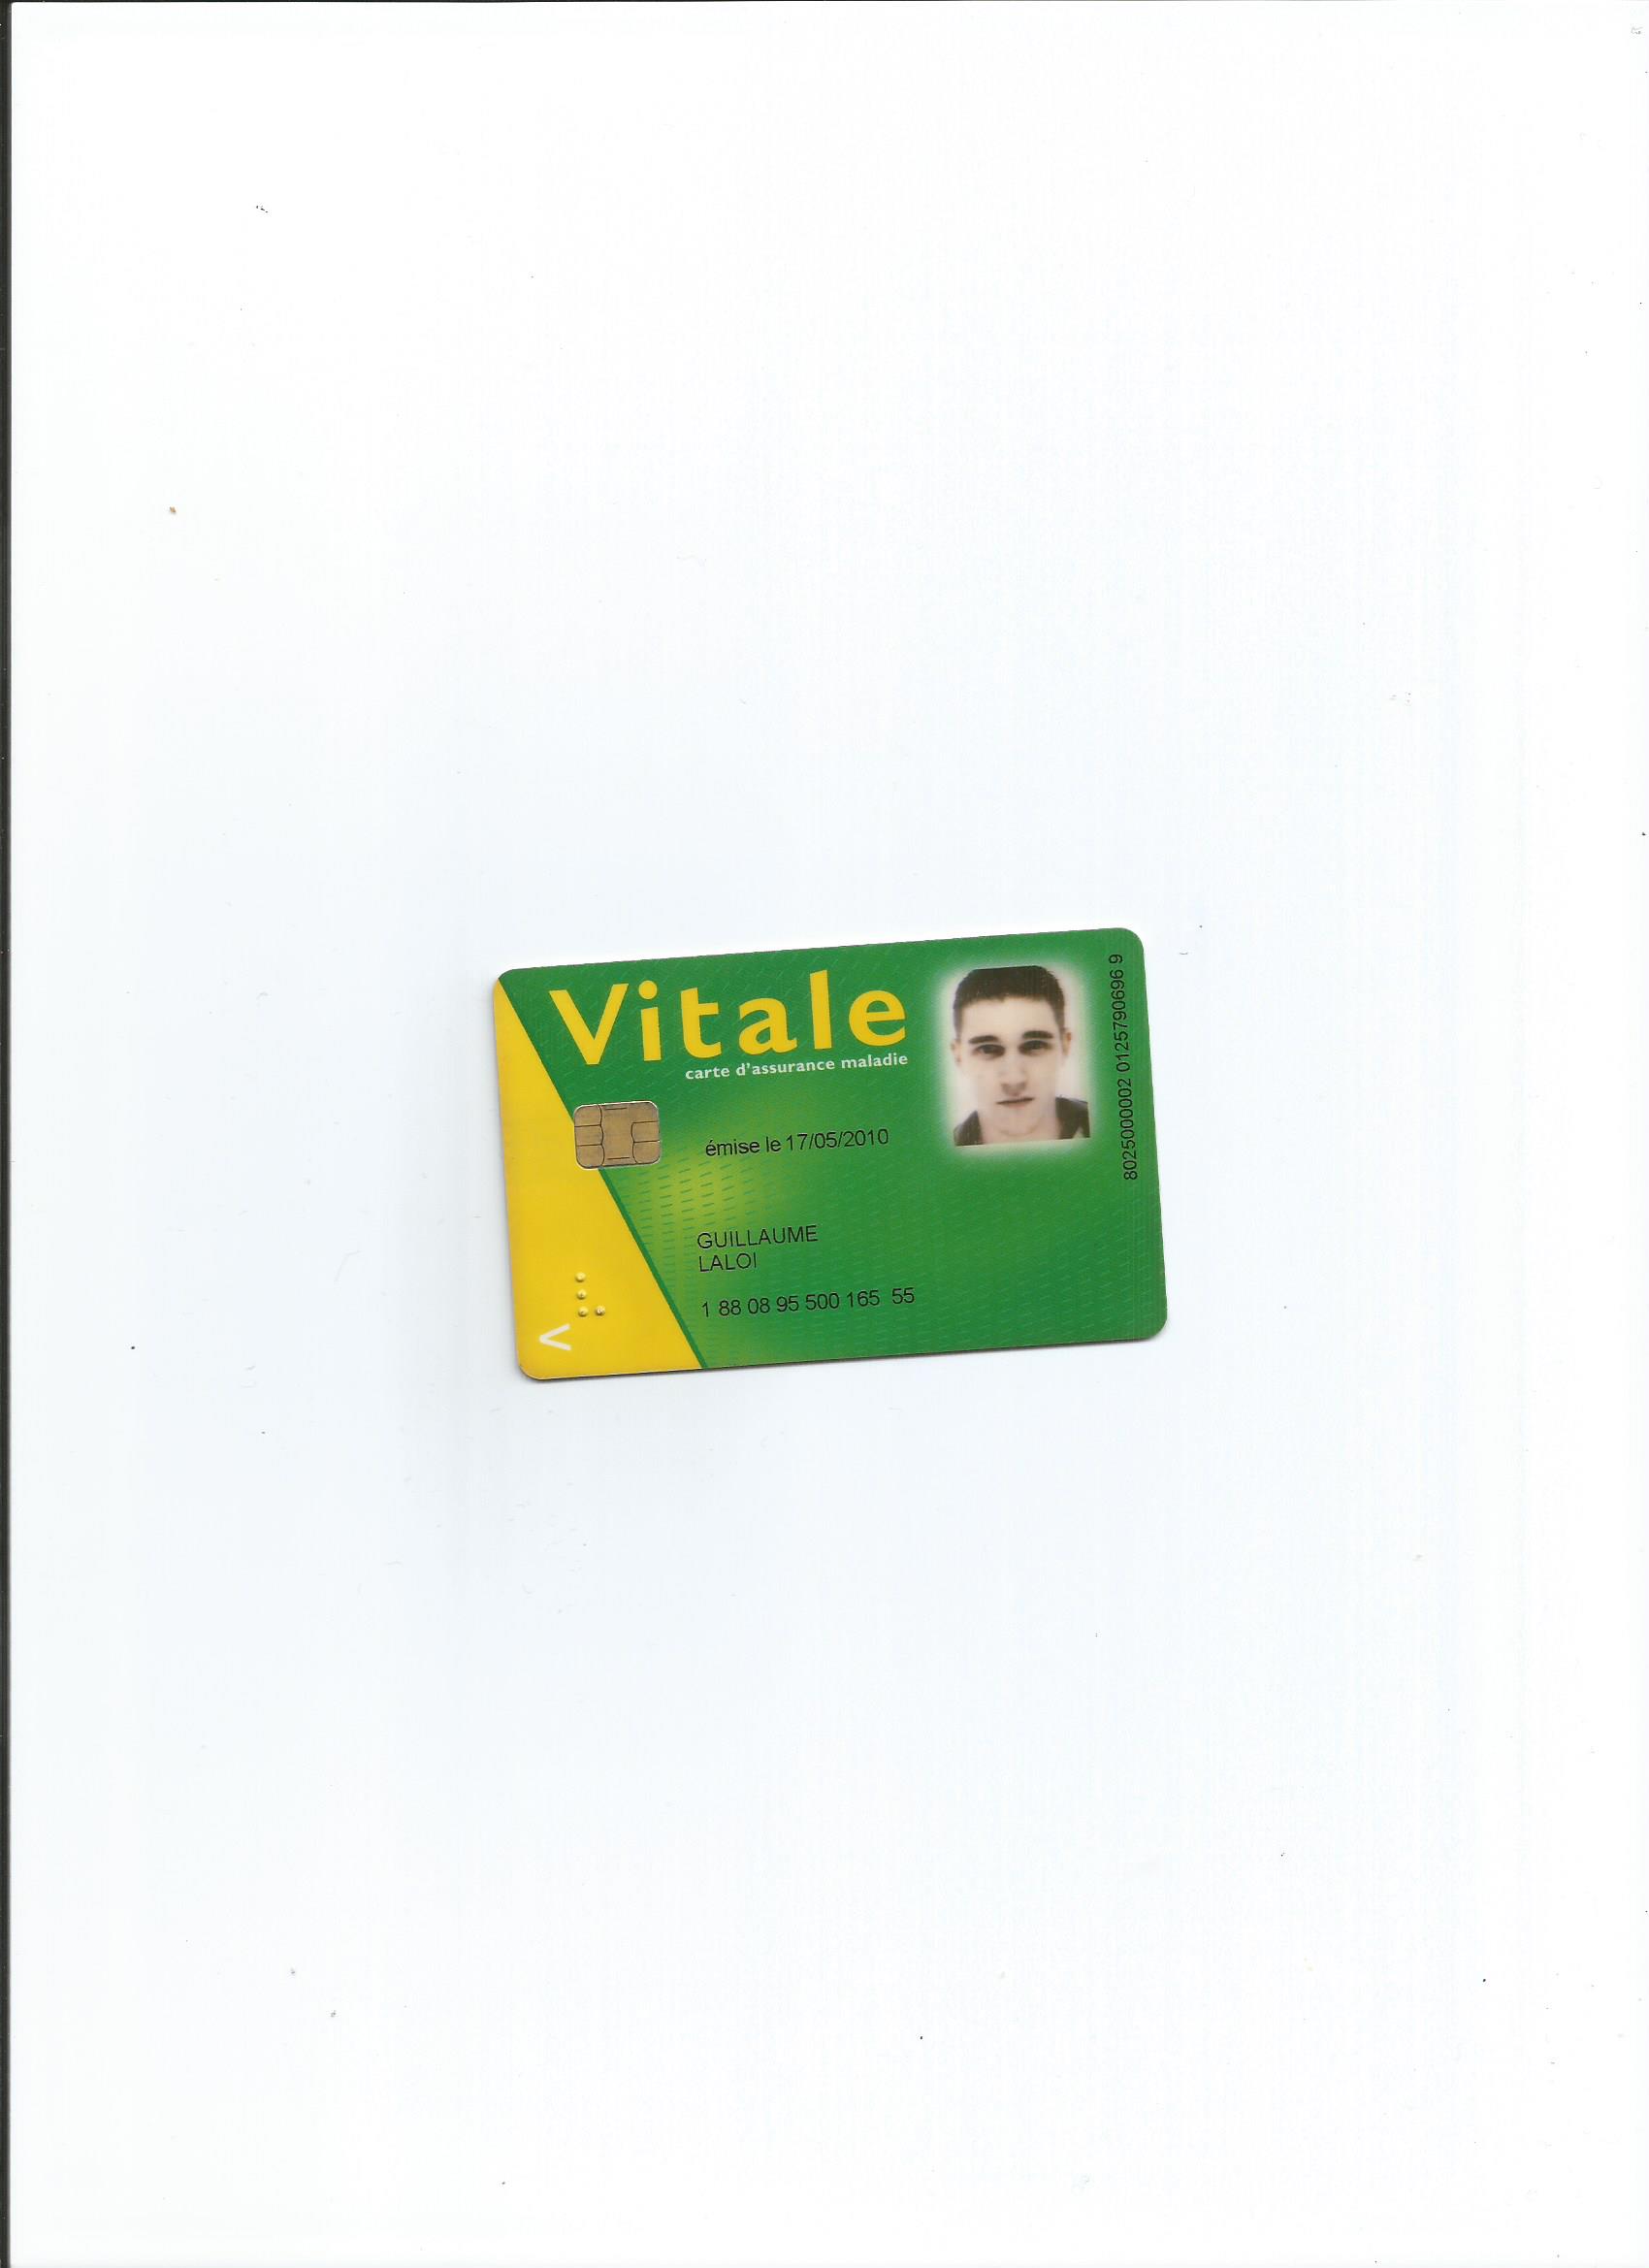 Vitale
carte d'assurance maladie
émise le 17/05/2010
GUILLAUME
LALOI
1 88 08 95 500 165 55
8025000002 0125790696 9